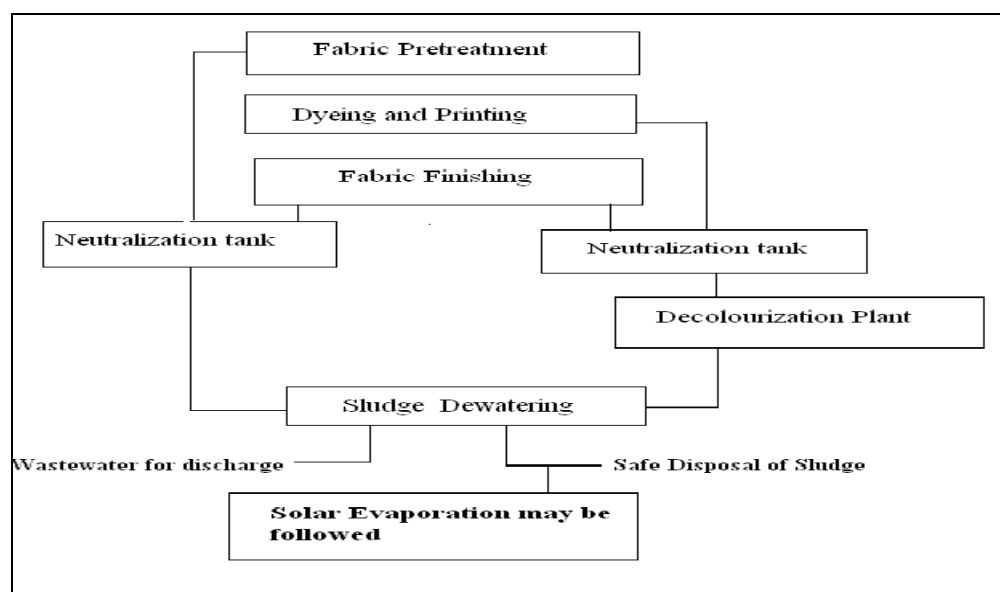 Fabric Pretreatment
Dyeing and Printing
Fabric Finishing
Neutralization tank
Neutralization tank
Decolourization Plant
Sludge Dewatering
Wastewater for discharge
Safe Disposal of Sludge
Solar Evaporation may be
followed